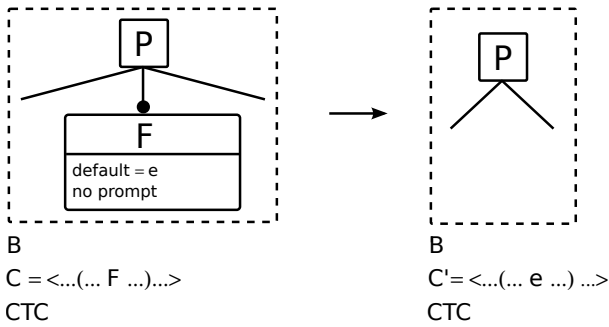 P
F
default = e
no prompt
B
C = <...(... F ...)...>
CTC
P
B
C'= <...(... e ...) ...>
CTC